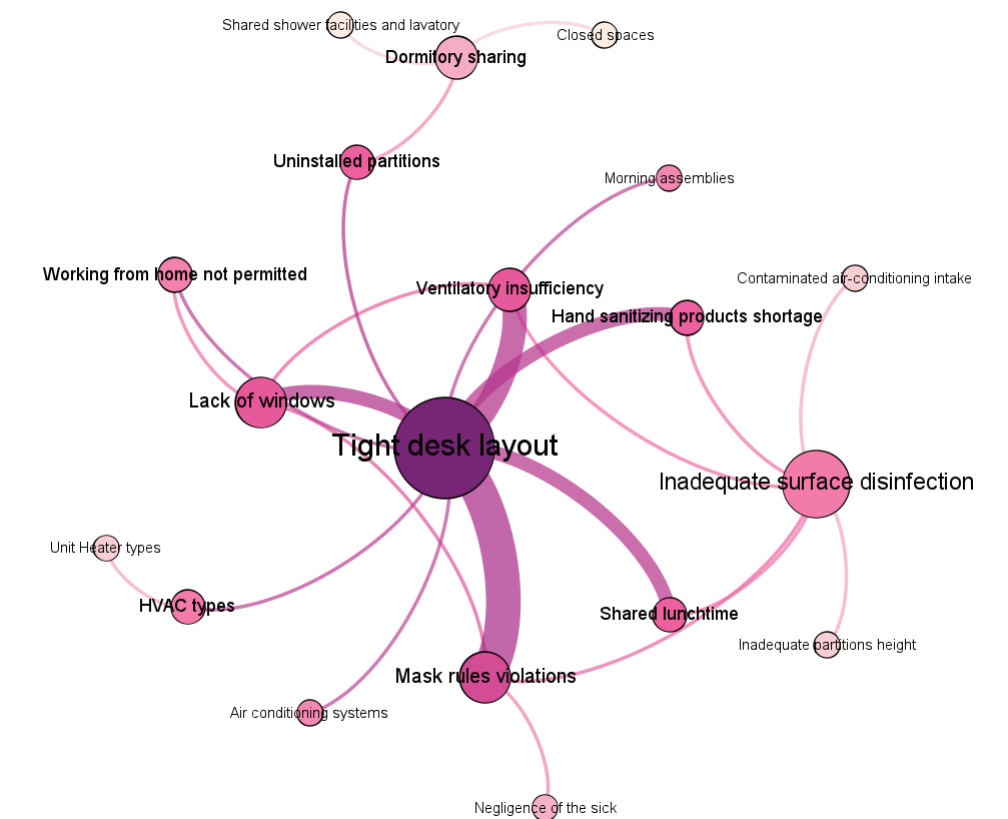 Shared shower facilities and lavatory
Closed spaces
Dormitory sharing
Uninstalled partitions
Morning assemblies
Working from home not permitted
Contaminated air-conditioning intake
Ventilatory insufficiency
Hand sanitizing products shortage
Lack of windows
Tight desk layout
Inadequate surface disinfection
Unit Heater types
HVAC types
Shared lunchtime
Inadequate partitions height
Mask rules violations
Air conditioning systems
Negligence of the sick